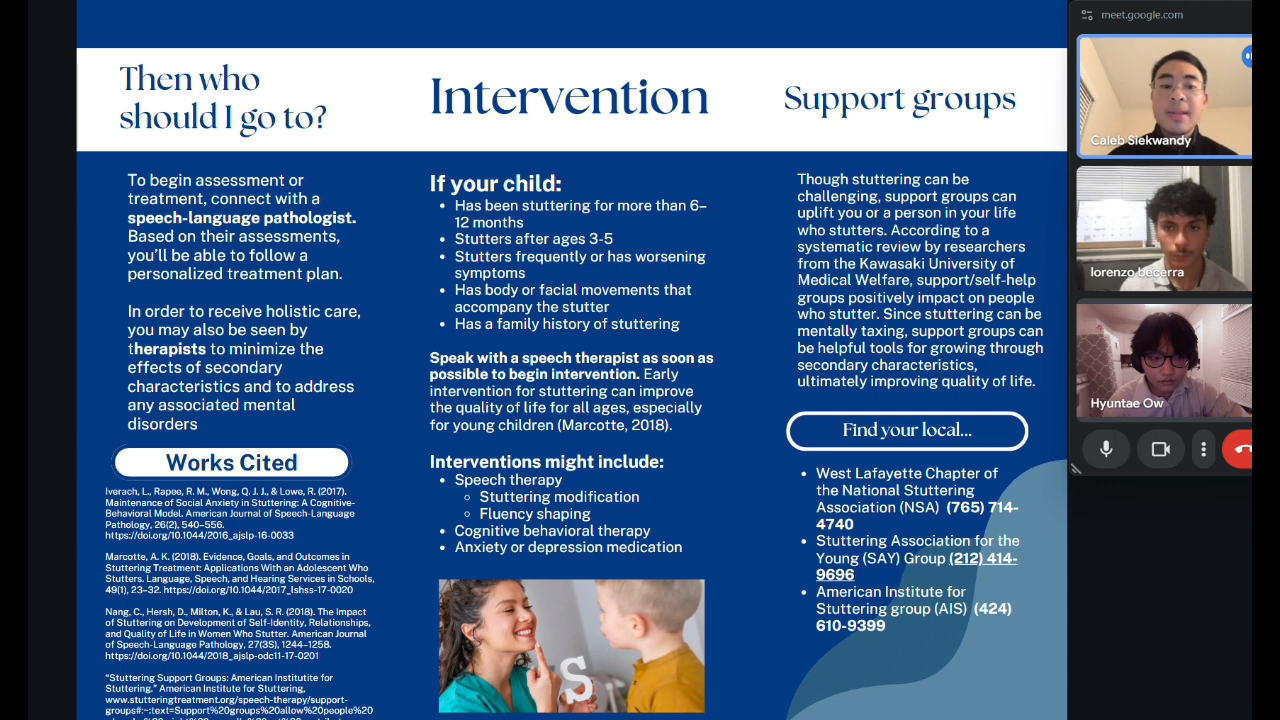 Then who
should I go to?
To begin assessment or
treatment, connect with a
speech-language pathologist.
Based on their assessments,
you'll be able to follow a
personalized treatment plan.
In order to receive holistic care,
you may also be seen by
therapists to minimize the
effects of secondary
characteristics and to address
any associated mental
disorders
Works Cited
Iverach, L., Rapee, R. M., Wong, Q. J. J., & Lowe, R. (2017).
Maintenance of Social Anxiety in Stuttering: A Cognitive-
Behavioral Model. American Journal of Speech-Language
Pathology, 26(2), 540–556.
https://doi.org/10.1044/2016_ajslp-16-0033
Marcotte, A. K. (2018). Evidence, Goals, and Outcomes in
Stuttering Treatment: Applications With an Adolescent Who
Stutters. Language, Speech, and Hearing Services in Schools,
49(1), 23–32. https://doi.org/10.1044/2017_lshss-17-0020
Nang, C., Hersh, D., Milton, K., & Lau, S. R. (2018). The Impact
of Stuttering on Development of Self-Identity, Relationships,
and Quality of Life in Women Who Stutter. American Journal
of Speech-Language Pathology, 27(3S), 1244–1258.
https://doi.org/10.1044/2018_ajslp-odc11-17-0201
“Stuttering Support Groups: American Institutite for
Stuttering.” American Institute for Stuttering,
www.stutteringtreatment.org/speech-therapy/support-
groups#:~:text=Support%20groups%20allow%20people%20
Intervention
If your child:
• Has been stuttering for more than 6–
12 months
• Stutters after ages 3-5
• Stutters frequently or has worsening
symptoms
• Has body or facial movements that
accompany the stutter
• Has a family history of stuttering
Speak with a speech therapist as soon as
possible to begin intervention. Early
intervention for stuttering can improve
the quality of life for all ages, especially
for young children (Marcotte, 2018).
Interventions might include:
• Speech therapy
◦ Stuttering modification
◦ Fluency shaping
• Cognitive behavioral therapy
• Anxiety or depression medication
S
Support groups
Though stuttering can be
challenging, support groups can
uplift you or a person in your life
who stutters. According to a
systematic review by researchers
from the Kawasaki University of
Medical Welfare, support/self-help
groups positively impact on people
who stutter. Since stuttering can be
mentally taxing, support groups can
be helpful tools for growing through
secondary characteristics,
ultimately improving quality of life.
Find your local...
• West Lafayette Chapter of
the National Stuttering
Association (NSA) (765) 714-
4740
• Stuttering Association for the
Young (SAY) Group (212) 414-
9696
• American Institute for
Stuttering group (AIS) (424)
610-9399
meet.google.com
Caleb Siekwandy
lorenzo becerra
Hyuntae Ow